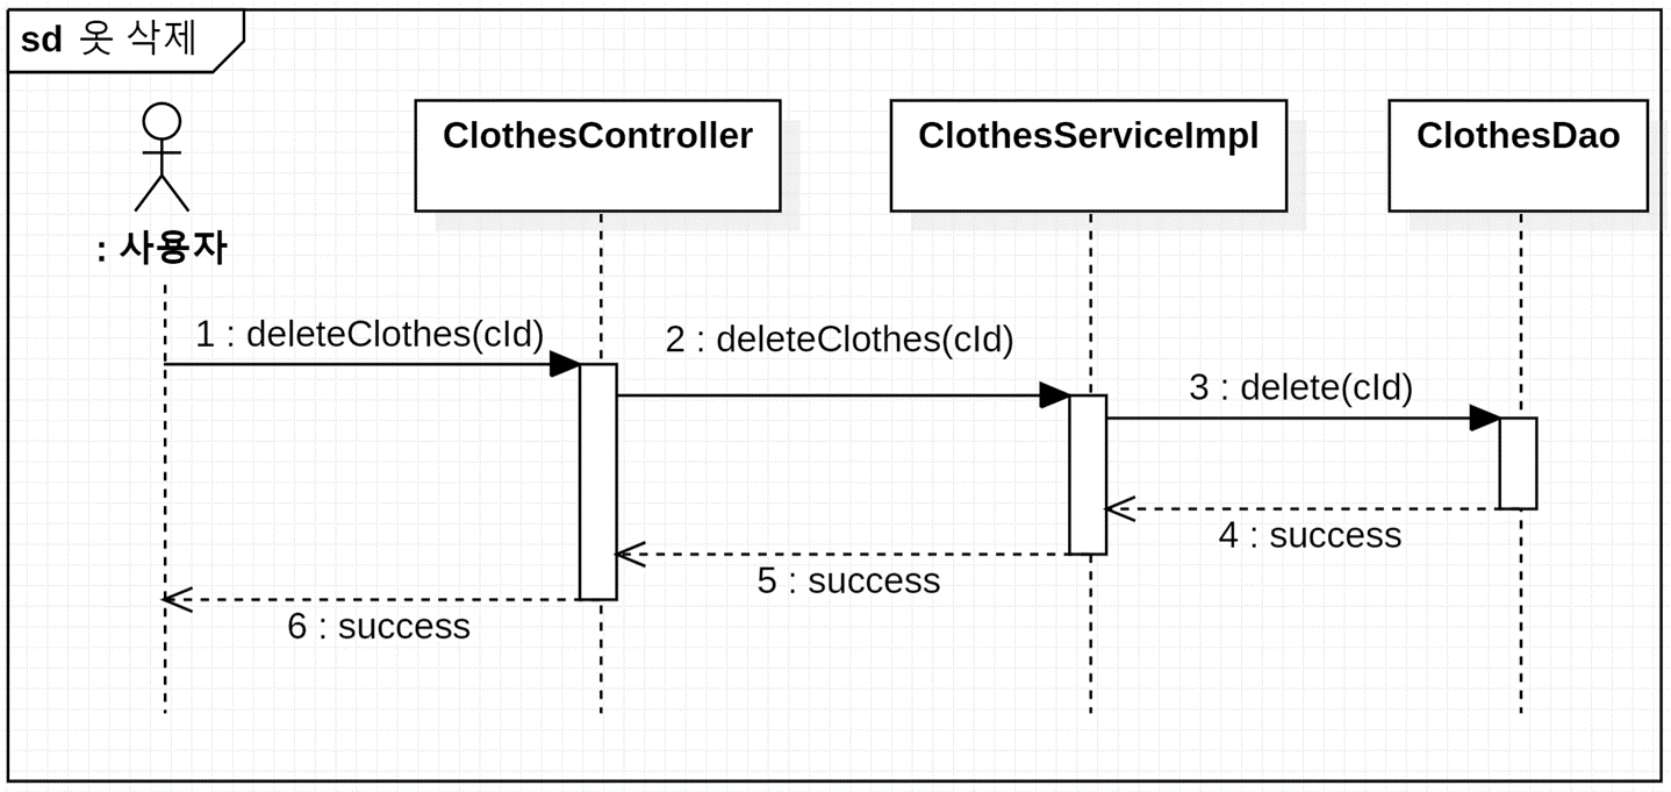 sd 옷 삭제
: 사용자
ClothesController
ClothesServiceImpl
ClothesDao
1 : deleteClothes(cId)
2 : deleteClothes(cId)
3 : delete(cId)
4 : success
5 : success
6 : success